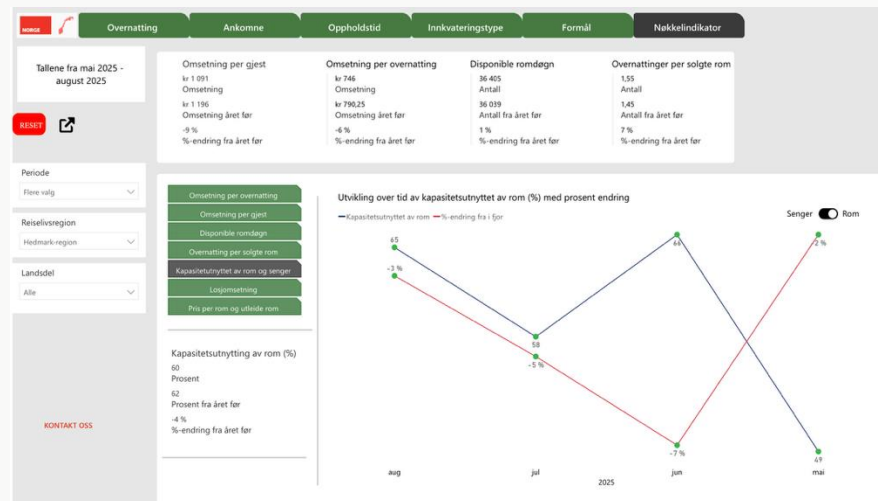 NORGE
Overnatting
Ankomne
Oppholdstid
Innkvateringstype
Formål
Nøkkelindikator
Tallene fra mai 2025 -
august 2025
RESET
Omsetning per gjest
kr 1 091
Omsetning
kr 1 196
Omsetning året før
-9 %
%-endring fra året før
Omsetning per overnatting
kr 746
Omsetning
kr 790,25
Omsetning året før
-6 %
%-endring fra året før
Disponible romdøgn
36 405
Antall
36 039
Antall fra året før
1 %
%-endring fra året før
Overnattinger per solgte rom
1,55
Antall
1,45
Antall fra året før
7 %
%-endring fra året før
Periode
Flere valg
Reiselivsregion
Hedmark-region
Landsdel
Alle
KONTAKT OSS
Omsetning per overnatting
Omsetning per gjest
Disponible romdøgn
Overnatting per solgte rom
Kapasitetutnyttet av rom og senger
Losjiomsetning
Pris per rom og utleide rom
Kapasitetsutnytting av rom (%)
60
Prosent
62
Prosent fra året før
-4 %
%-endring fra året før
Utvikling over tid av kapasitetutnyttet av rom (%) med prosent endring
Kapasitetsutnyttet av rom %-endring fra i fjor
Senger Rom
65
-3 %
58
-5 %
66
-7 %
2 %
49
aug jul jun mai
2025